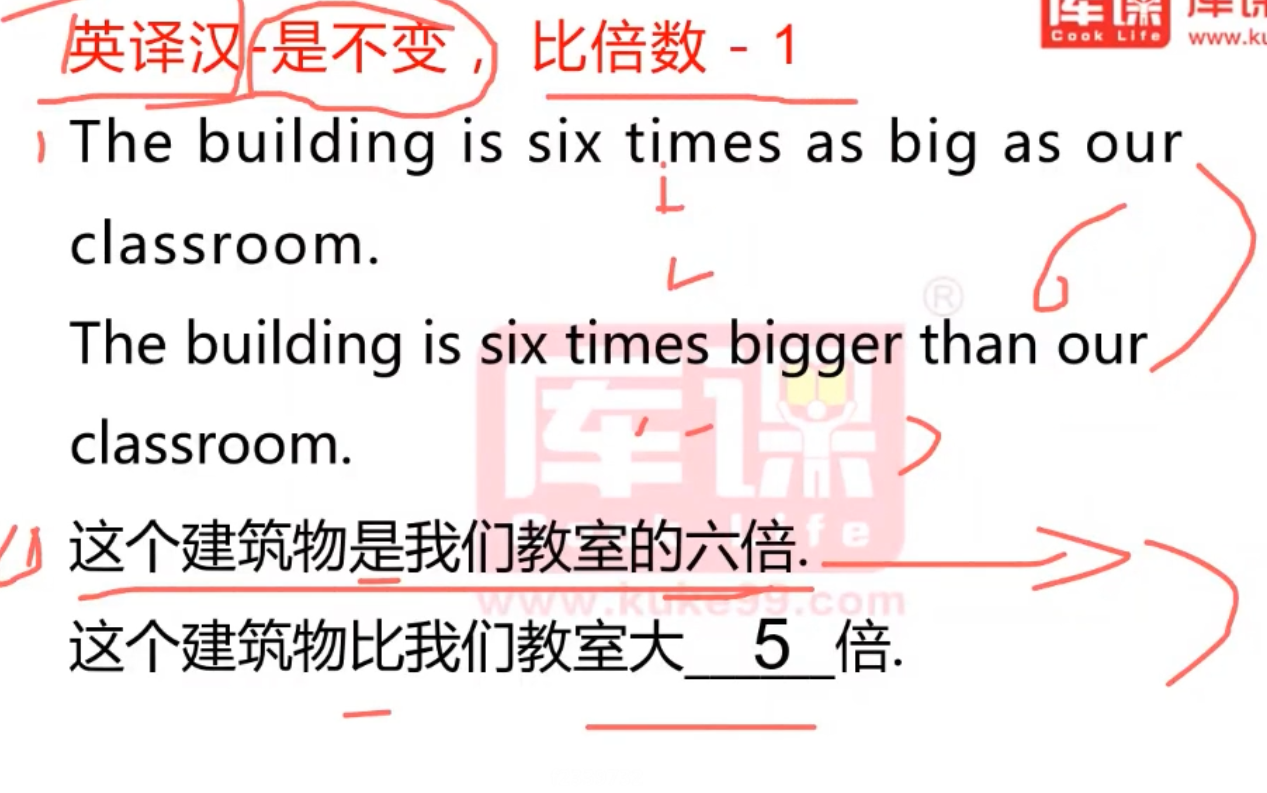 英译汉-是不变， 比倍数 - 1
库课
Cook Life
www.ku
The building is six times as big as our
classroom.
The building is six times bigger than our
classroom.
库课
Cook Life
®
www.kuke99.com
这个建筑物是我们教室的六倍.
这个建筑物比我们教室大__5__倍.